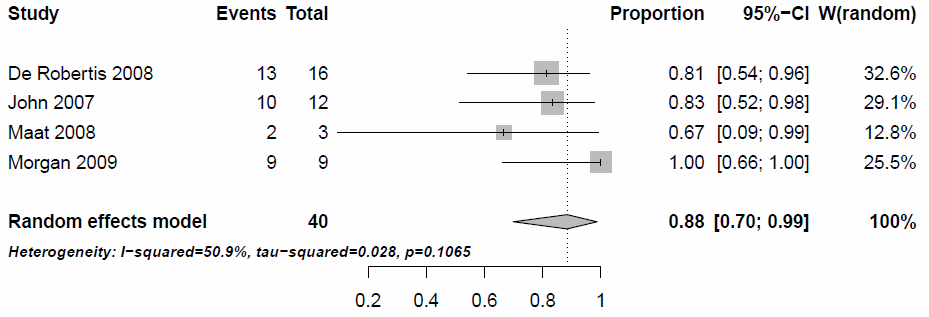 Study Events Total Proportion 95%−CI W(random)
De Robertis 2008 13 16 0.81 [0.54; 0.96] 32.6%
John 2007 10 12 0.83 [0.52; 0.98] 29.1%
Maat 2008 2 3 0.67 [0.09; 0.99] 12.8%
Morgan 2009 9 9 1.00 [0.66; 1.00] 25.5%
Random effects model 40 0.88 [0.70; 0.99] 100%
Heterogeneity: I−squared=50.9%, tau−squared=0.028, p=0.1065
0.2 0.4 0.6 0.8 1